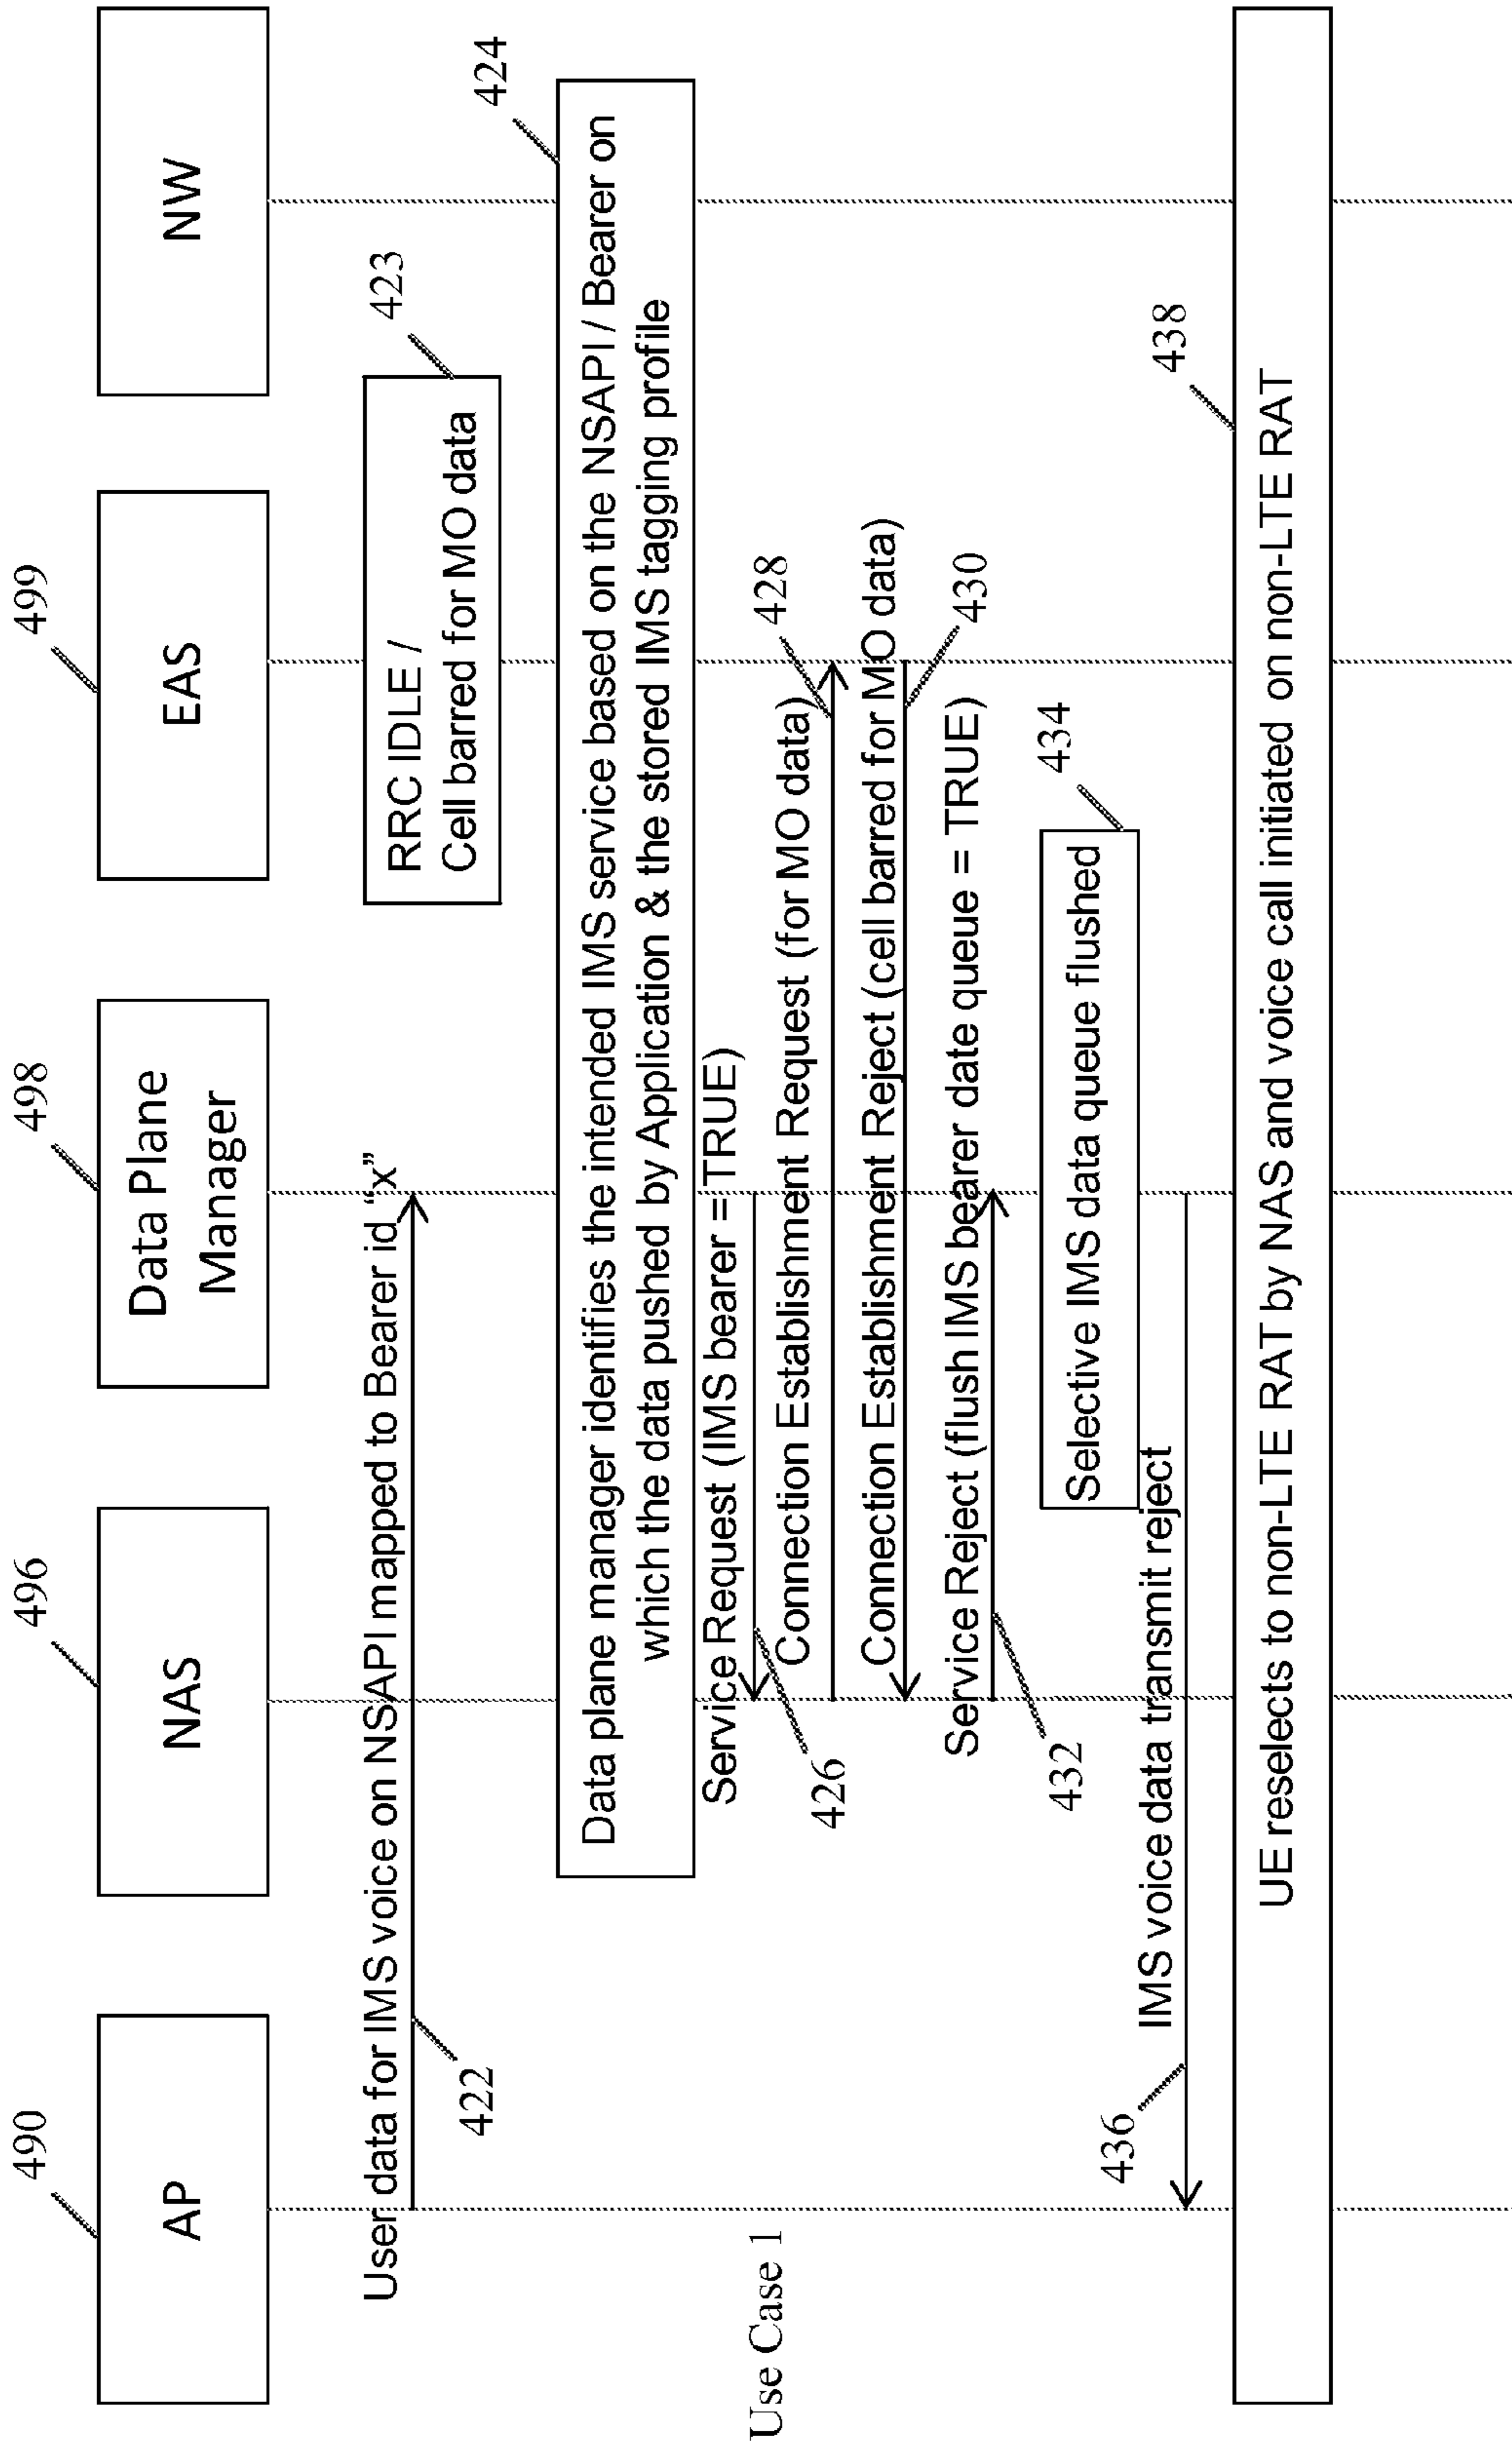 490
496
498
499
AP
NAS
Data Plane
Manager
EAS
NW
User data for IMS voice on NSAPI mapped to Bearer id “x”
422
RRC IDLE /
Cell barred for MO data
423
424
Data plane manager identifies the intended IMS service based on the NSAPI / Bearer on
which the data pushed by Application & the stored IMS tagging profile
Use Case 1
Service Request (IMS bearer = TRUE)
426
Connection Establishment Request (for MO data)
428
Connection Establishment Reject (cell barred for MO data)
430
Service Reject (flush IMS bearer date queue = TRUE)
432
434
Selective IMS data queue flushed
IMS voice data transmit reject
436
438
UE reselects to non-LTE RAT by NAS and voice call initiated on non-LTE RAT